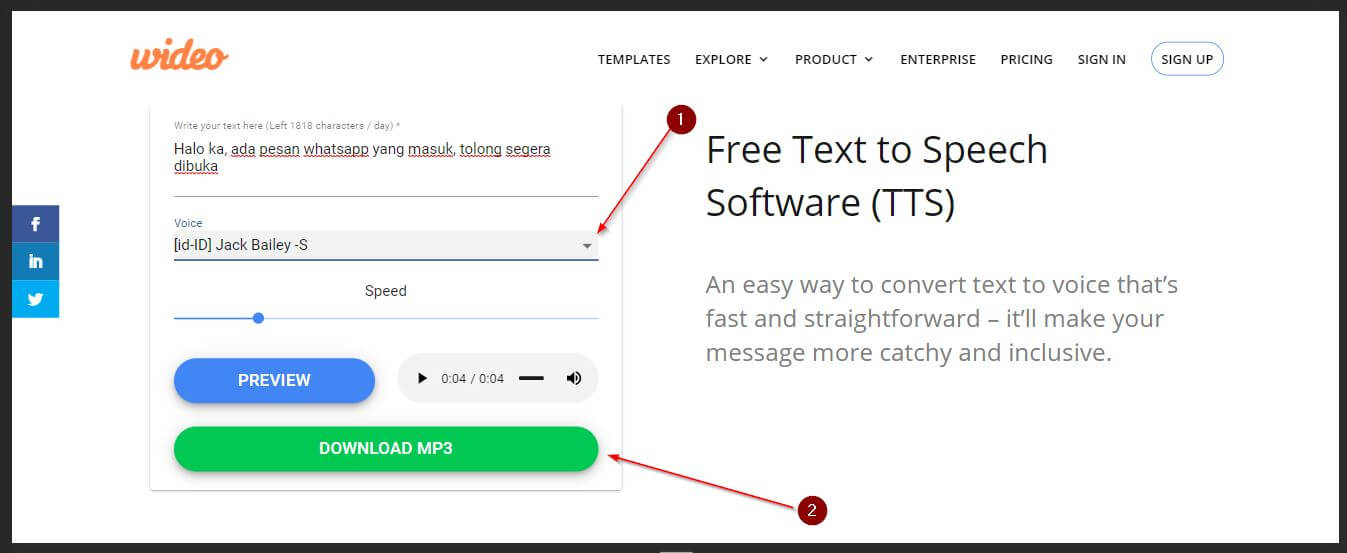 wideo
TEMPLATES EXPLORE PRODUCT ENTERPRISE PRICING SIGN IN SIGN UP
Write your text here (Left 1818 characters / day) *
Halo ka, ada pesan whatsapp yang masuk, tolong segera
dibuka
Voice
[id-ID] Jack Bailey -S
Speed
PREVIEW
0:04 / 0:04
DOWNLOAD MP3
1
2
Free Text to Speech
Software (TTS)
An easy way to convert text to voice that’s
fast and straightforward – it’ll make your
message more catchy and inclusive.